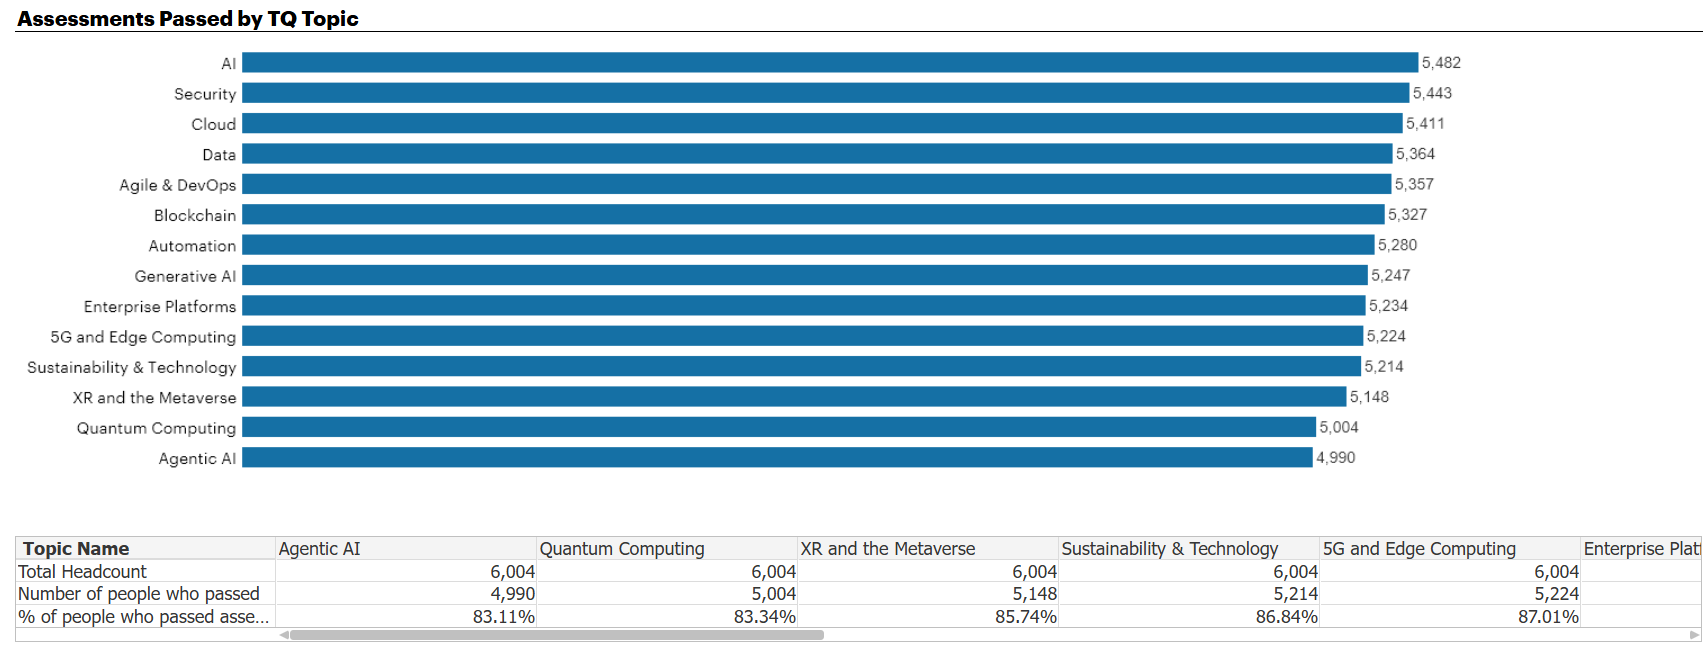 Assessments Passed by TQ Topic
AI 5,482
Security 5,443
Cloud 5,411
Data 5,364
Agile & DevOps 5,357
Blockchain 5,327
Automation 5,280
Generative AI 5,247
Enterprise Platforms 5,234
5G and Edge Computing 5,224
Sustainability & Technology 5,214
XR and the Metaverse 5,148
Quantum Computing 5,004
Agentic AI 4,990
Topic Name Agentic AI Quantum Computing XR and the Metaverse Sustainability & Technology 5G and Edge Computing Enterprise Platf
Total Headcount 6,004 6,004 6,004 6,004 6,004
Number of people who passed 4,990 5,004 5,148 5,214 5,224
% of people who passed asse... 83.11% 83.34% 85.74% 86.84% 87.01%